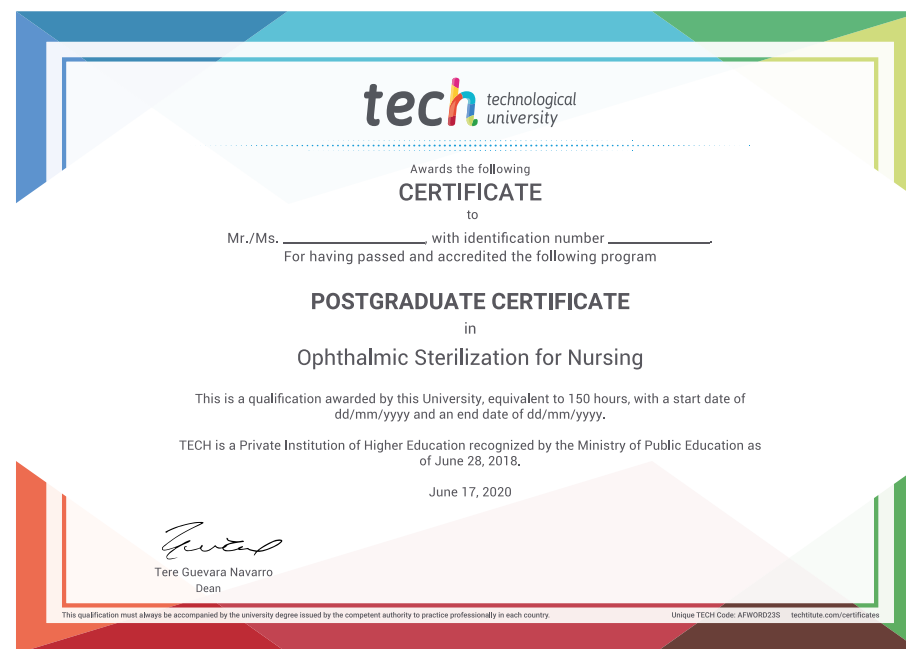 tech technological
university
Awards the following
CERTIFICATE
to
Mr./Ms. ____________________, with identification number ______________.
For having passed and accredited the following program
POSTGRADUATE CERTIFICATE
in
Ophthalmic Sterilization for Nursing
This is a qualification awarded by this University, equivalent to 150 hours, with a start date of
dd/mm/yyyy and an end date of dd/mm/yyyy.
TECH is a Private Institution of Higher Education recognized by the Ministry of Public Education as
of June 28, 2018.
June 17, 2020
Tere Guevara Navarro
Dean
This qualification must always be accompanied by the university degree issued by the competent authority to practice professionally in each country.
Unique TECH Code: AFWORD23S techtitute.com/certificates